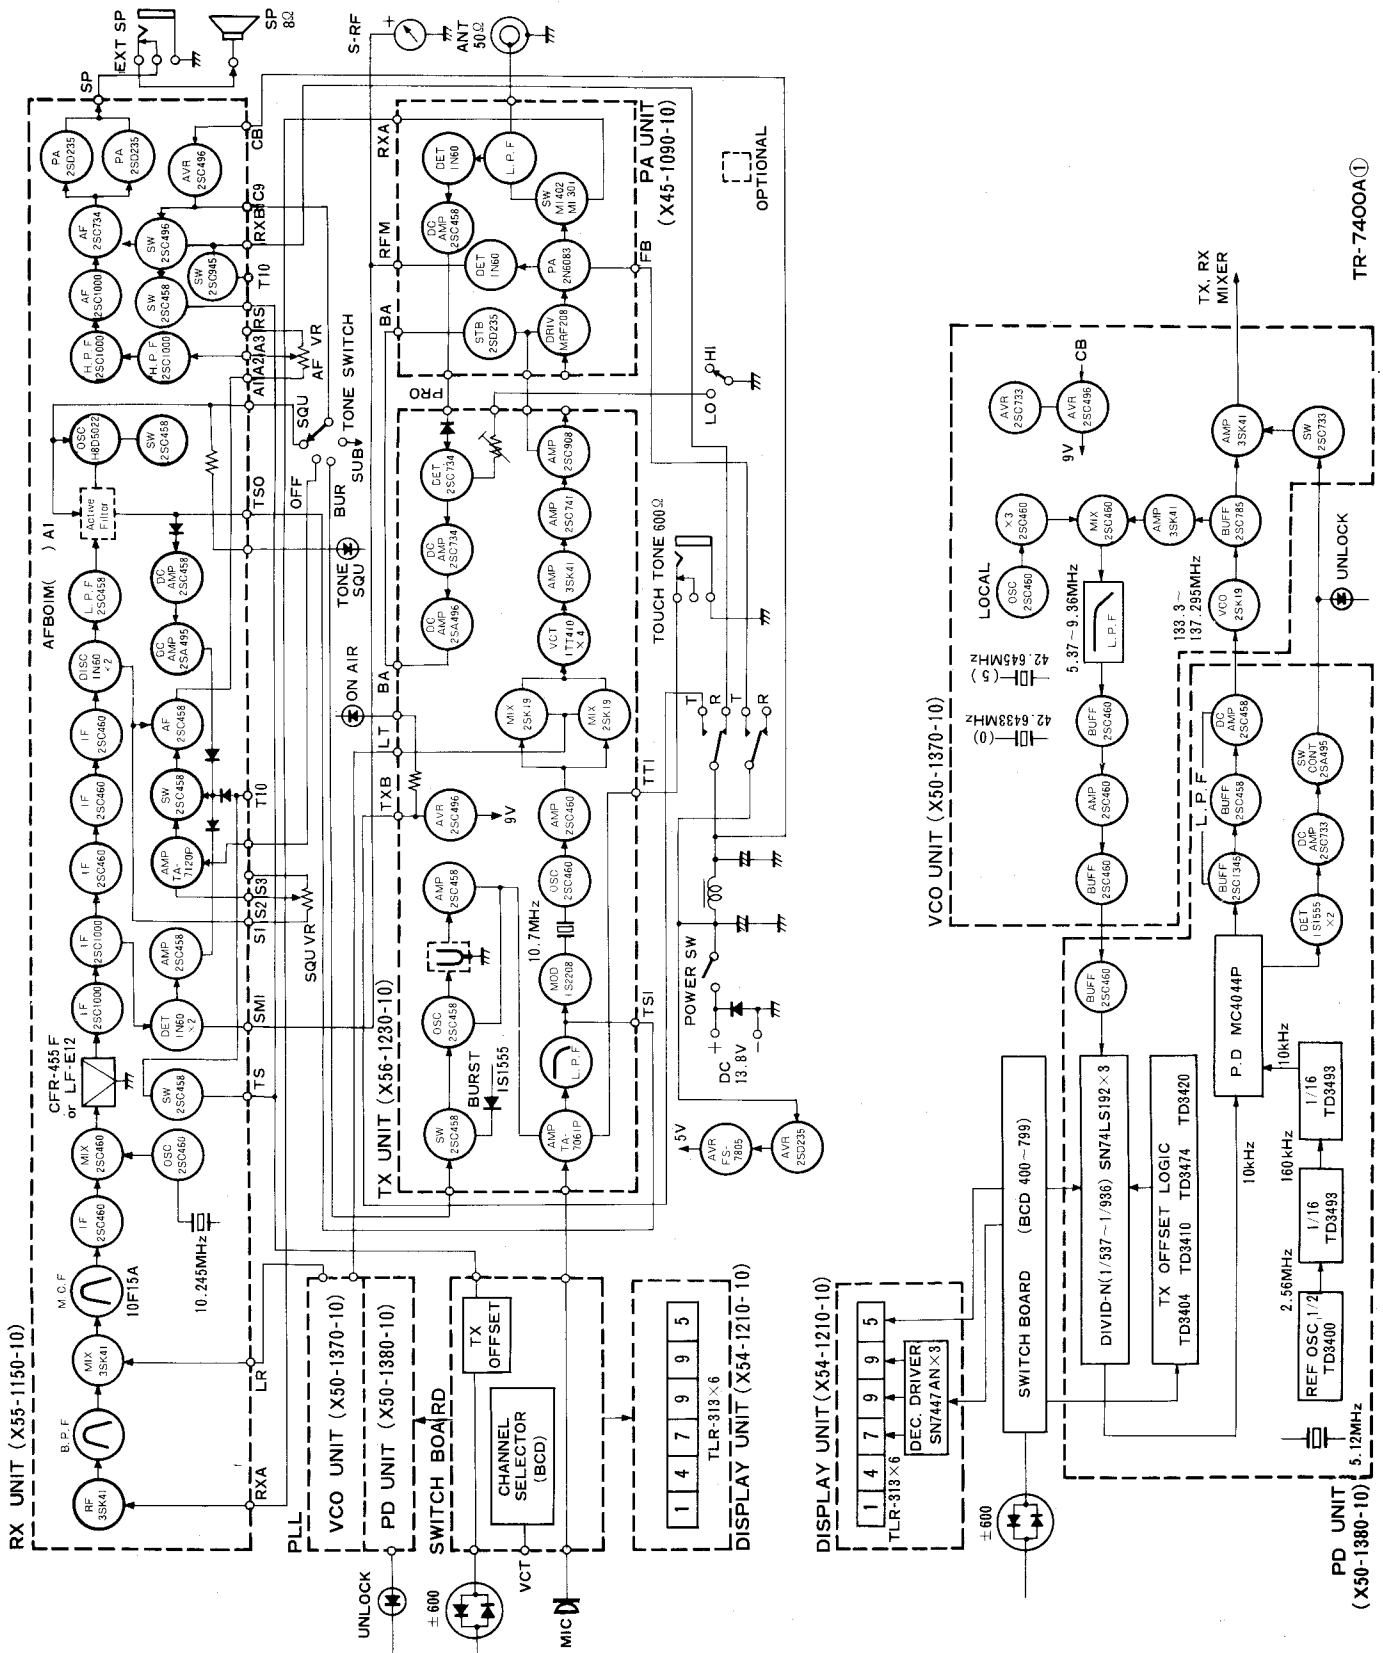 RX UNIT (X55-1150-10)
RF
3SK41
B.P.F
MIX
3SK41
M.C.F
10F15A
IF
2SC460
MIX
2SC460
OSC
2SC460
10.245MHz
CFR-455F
or LF-E12
IF
2SC1000
IF
2SC1000
IF
2SC460
IF
2SC460
IF
2SC460
DISC
1N60
×2
L.P.F
2SC458
Active
Filter
OSC
H8D5022
SW
2SC458
AFBOIM( ) A1
SW
2SC458
DET
1N60
×2
AMP
2SC458
AMP
TA-
7120P
SW
2SC458
AF
2SC458
DC
AMP
2SA495
DC
AMP
2SC458
H.P.F
2SC1000
H.P.F
2SC1000
AF
2SC1000
AF
2SC734
SW
2SC458
SW
2SC496
SW
2SC945
AVR
2SC496
PA
2SD235
PA
2SD235
SP
EXT SP
SP
8Ω
RXA
LR
TS
SMI
S1
S2
S3
SQU VR
T10
TSO
A1
A2
A3
AF VR
RS
T10
RXB
C9
CB
TONE
SQU
TONE SWITCH
SQU
OFF
BUR
SUB
S-RF
ANT
50Ω
PLL
VCO UNIT (X50-1370-10)
PD UNIT (X50-1380-10)
UNLOCK
SWITCH BOARD
TX
OFFSET
CHANNEL
SELECTOR
(BCD)
±600
VCT
MIC
1 4 7 9 9 5
TLR-313×6
DISPLAY UNIT (X54-1210-10)
TX UNIT (X56-1230-10)
SW
2SC458
OSC
2SC458
AMP
2SC458
AVR
2SC496
9V
BURST
1S1555
AMP
TA-
7061P
L.P.F
MOD
1S2208
10.7MHz
OSC
2SC460
AMP
2SC460
MIX
2SK19
MIX
2SK19
VCT
ITT410
×4
AMP
3SK41
AMP
2SC741
AMP
2SC908
DC
AMP
2SA496
DC
AMP
2SC734
DET
2SC734
TXB
LT
ON AIR
BA
PRO
TSI
TTI
PA UNIT
(X45-1090-10)
BA
RFM
RXA
FB
STB
2SD235
DRIV
MRF208
DET
1N60
PA
2N6083
DC
AMP
2SC458
DET
1N60
L.P.F
SW
MI402
MI301
LO
HI
OPTIONAL
TOUCH TONE 600Ω
T
R
T
R
POWER SW
DC
13.8V
+
−
5V
AVR
FS-
7805
AVR
2SD235
DISPLAY UNIT (X54-1210-10)
1 4 7 9 9 5
TLR-313×6
DEC. DRIVER
SN7447AN×3
±600
SWITCH BOARD (BCD 400~799)
DIVID-N(1/537~1/936) SN74LS192×3
TX OFFSET LOGIC
TD3404 TD3410 TD3474 TD3420
REF OSC,1/2
TD3400
5.12MHz
2.56MHz
1/16
TD3493
160kHz
1/16
TD3493
10kHz
10kHz
P.D MC4044P
BUFF
2SC460
BUFF
2SC1345
BUFF
2SC458
L.P.F
DC
AMP
2SC458
DET
1S1555
×2
DC
AMP
2SC733
SW
CONT
2SA495
UNLOCK
PD UNIT
(X50-1380-10)
VCO UNIT (X50-1370-10)
42.6433MHz
(0)
42.645MHz
(5)
LOCAL
OSC
2SC460
×3
2SC460
MIX
2SC460
AMP
3SK41
BUFF
2SC785
VCO
2SK19
133.3~
137.295MHz
5.37~9.36MHz
L.P.F
BUFF
2SC460
AMP
2SC460
BUFF
2SC460
AVR
2SC733
AVR
2SC496
9V
CB
AMP
3SK41
SW
2SC733
TX, RX
MIXER
TR-7400A①